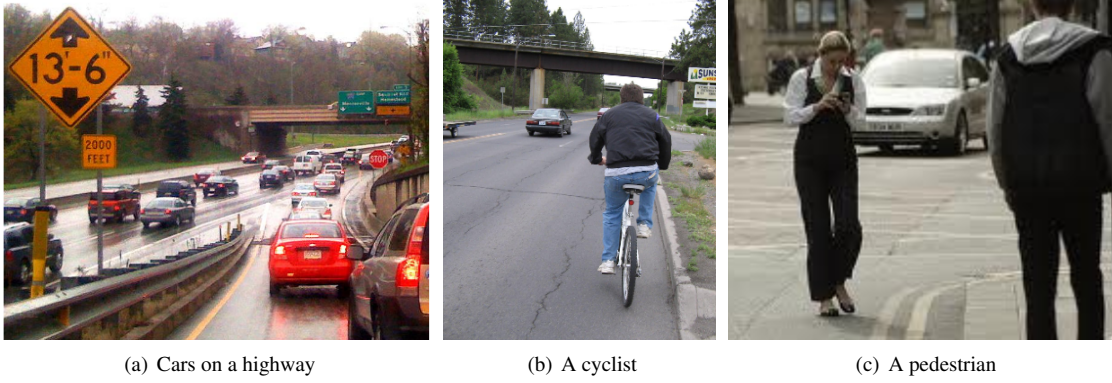 13'-6"
2000
FEET
STOP
SUNS
(a) Cars on a highway
(b) A cyclist
(c) A pedestrian